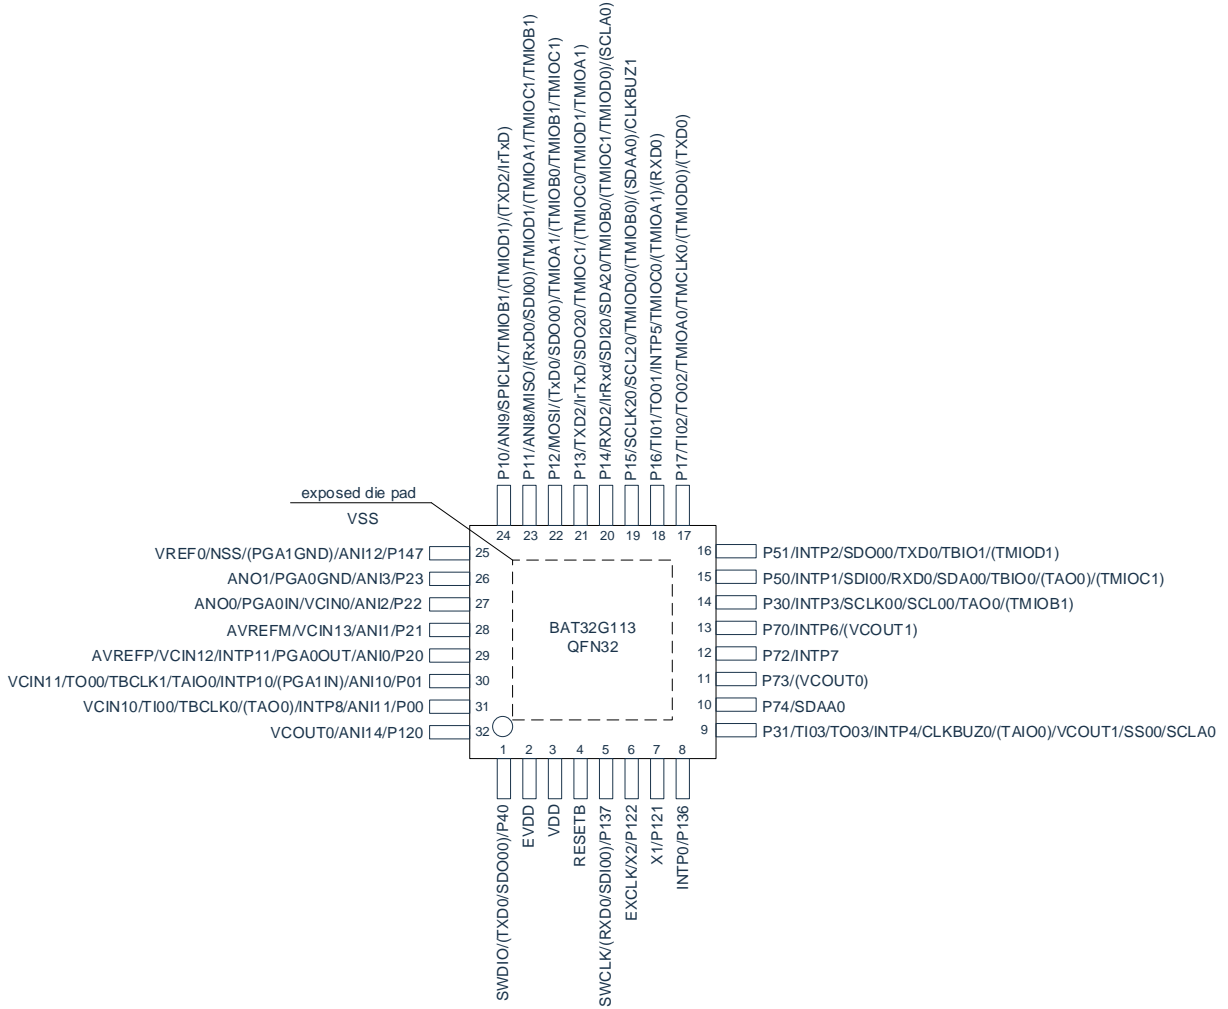 P10/ANI9/SPICLK/TMIOB1/(TMIOD1)/(TXD2/IrTxD)
P11/ANI8/MISO/(RxD0/SDI00)/TMIOD1/(TMIOA1/TMIOC1/TMIOB1)
P12/MOSI/(TxD0/SDO00)/TMIOA1/(TMIOB0/TMIOB1/TMIOC1)
P13/TXD2/IrTxD/SDO20/TMIOC1/(TMIOC0/TMIOD1/TMIOA1)
P14/RXD2/IrRxd/SDI20/SDA20/TMIOB0/(TMIOC1/TMIOD0)/(SCLA0)
P15/SCLK20/SCL20/TMIOD0/(TMIOB0)/(SDAA0)/CLKBUZ1
P16/TI01/TO01/INTP5/TMIOC0/(TMIOA1)/(RXD0)
P17/TI02/TO02/TMIOA0/TMCLK0/(TMIOD0)/(TXD0)
exposed die pad
VSS
24 23 22 21 20 19 18 17
VREF0/NSS/(PGA1GND)/ANI12/P147 25
ANO1/PGA0GND/ANI3/P23 26
ANO0/PGA0IN/VCIN0/ANI2/P22 27
AVREFM/VCIN13/ANI1/P21 28
AVREFP/VCIN12/INTP11/PGA0OUT/ANI0/P20 29
VCIN11/TO00/TBCLK1/TAIO0/INTP10/(PGA1IN)/ANI10/P01 30
VCIN10/TI00/TBCLK0/(TAO0)/INTP8/ANI11/P00 31
VCOUT0/ANI14/P120 32
BAT32G113
QFN32
16 P51/INTP2/SDO00/TXD0/TBIO1/(TMIOD1)
15 P50/INTP1/SDI00/RXD0/SDA00/TBIO0/(TAO0)/(TMIOC1)
14 P30/INTP3/SCLK00/SCL00/TAO0/(TMIOB1)
13 P70/INTP6/(VCOUT1)
12 P72/INTP7
11 P73/(VCOUT0)
10 P74/SDAA0
9 P31/TI03/TO03/INTP4/CLKBUZ0/(TAIO0)/VCOUT1/SS00/SCLA0
1 2 3 4 5 6 7 8
SWDIO/(TXD0/SDO00)/P40
EVDD
VDD
RESETB
SWCLK/(RXD0/SDI00)/P137
EXCLK/X2/P122
X1/P121
INTP0/P136